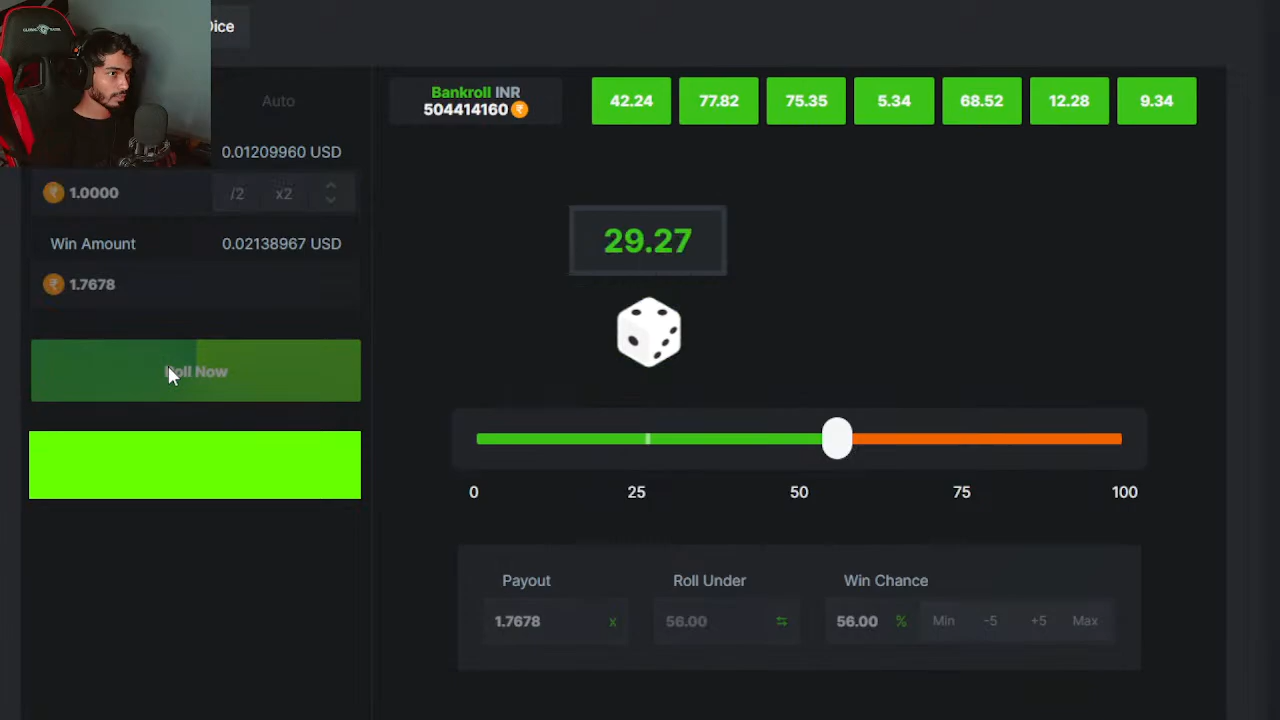 Dice
Auto
Bankroll INR
504414160
42.24
77.82
75.35
5.34
68.52
12.28
9.34
0.01209960 USD
1.0000
/2
x2
Win Amount
0.02138967 USD
1.7678
29.27
Roll Now
0
25
50
75
100
Payout
Roll Under
Win Chance
1.7678
x
56.00
56.00
%
Min
-5
+5
Max